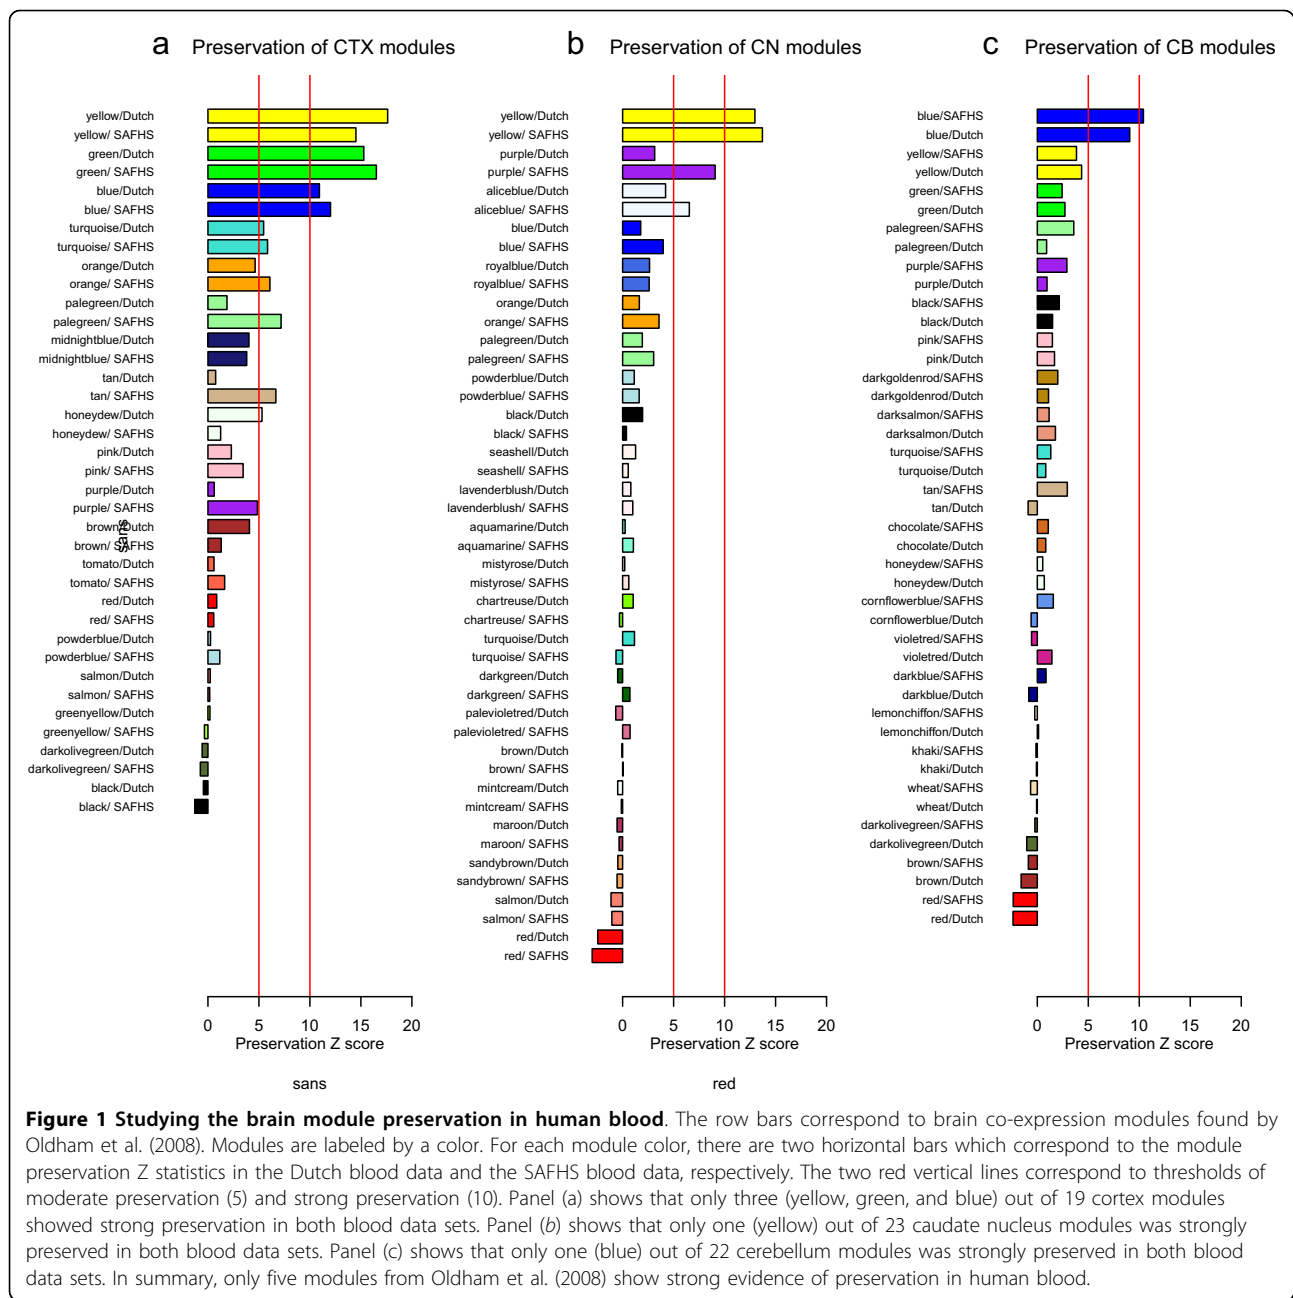 a Preservation of CTX modules
yellow/Dutch
yellow/ SAFHS
green/Dutch
green/ SAFHS
blue/Dutch
blue/ SAFHS
turquoise/Dutch
turquoise/ SAFHS
orange/Dutch
orange/ SAFHS
palegreen/Dutch
palegreen/ SAFHS
midnightblue/Dutch
midnightblue/ SAFHS
tan/Dutch
tan/ SAFHS
honeydew/Dutch
honeydew/ SAFHS
pink/Dutch
pink/ SAFHS
purple/Dutch
purple/ SAFHS
brown/Dutch
brown/ SAFHS
tomato/Dutch
tomato/ SAFHS
red/Dutch
red/ SAFHS
powderblue/Dutch
powderblue/ SAFHS
salmon/Dutch
salmon/ SAFHS
greenyellow/Dutch
greenyellow/ SAFHS
darkolivegreen/Dutch
darkolivegreen/ SAFHS
black/Dutch
black/ SAFHS
sans
0 5 10 15 20
Preservation Z score
sans
b Preservation of CN modules
yellow/Dutch
yellow/ SAFHS
purple/Dutch
purple/ SAFHS
aliceblue/Dutch
aliceblue/ SAFHS
blue/Dutch
blue/ SAFHS
royalblue/Dutch
royalblue/ SAFHS
orange/Dutch
orange/ SAFHS
palegreen/Dutch
palegreen/ SAFHS
powderblue/Dutch
powderblue/ SAFHS
black/Dutch
black/ SAFHS
seashell/Dutch
seashell/ SAFHS
lavenderblush/Dutch
lavenderblush/ SAFHS
aquamarine/Dutch
aquamarine/ SAFHS
mistyrose/Dutch
mistyrose/ SAFHS
chartreuse/Dutch
chartreuse/ SAFHS
turquoise/Dutch
turquoise/ SAFHS
darkgreen/Dutch
darkgreen/ SAFHS
palevioletred/Dutch
palevioletred/ SAFHS
brown/Dutch
brown/ SAFHS
mintcream/Dutch
mintcream/ SAFHS
maroon/Dutch
maroon/ SAFHS
sandybrown/Dutch
sandybrown/ SAFHS
salmon/Dutch
salmon/ SAFHS
red/Dutch
red/ SAFHS
0 5 10 15 20
Preservation Z score
red
c Preservation of CB modules
blue/SAFHS
blue/Dutch
yellow/SAFHS
yellow/Dutch
green/SAFHS
green/Dutch
palegreen/SAFHS
palegreen/Dutch
purple/SAFHS
purple/Dutch
black/SAFHS
black/Dutch
pink/SAFHS
pink/Dutch
darkgoldenrod/SAFHS
darkgoldenrod/Dutch
darksalmon/SAFHS
darksalmon/Dutch
turquoise/SAFHS
turquoise/Dutch
tan/SAFHS
tan/Dutch
chocolate/SAFHS
chocolate/Dutch
honeydew/SAFHS
honeydew/Dutch
cornflowerblue/SAFHS
cornflowerblue/Dutch
violetred/SAFHS
violetred/Dutch
darkblue/SAFHS
darkblue/Dutch
lemonchiffon/SAFHS
lemonchiffon/Dutch
khaki/SAFHS
khaki/Dutch
wheat/SAFHS
wheat/Dutch
darkolivegreen/SAFHS
darkolivegreen/Dutch
brown/SAFHS
brown/Dutch
red/SAFHS
red/Dutch
0 5 10 15 20
Preservation Z score
Figure 1 Studying the brain module preservation in human blood. The row bars correspond to brain co-expression modules found by
Oldham et al. (2008). Modules are labeled by a color. For each module color, there are two horizontal bars which correspond to the module
preservation Z statistics in the Dutch blood data and the SAFHS blood data, respectively. The two red vertical lines correspond to thresholds of
moderate preservation (5) and strong preservation (10). Panel (a) shows that only three (yellow, green, and blue) out of 19 cortex modules
showed strong preservation in both blood data sets. Panel (b) shows that only one (yellow) out of 23 caudate nucleus modules was strongly
preserved in both blood data sets. Panel (c) shows that only one (blue) out of 22 cerebellum modules was strongly preserved in both blood
data sets. In summary, only five modules from Oldham et al. (2008) show strong evidence of preservation in human blood.